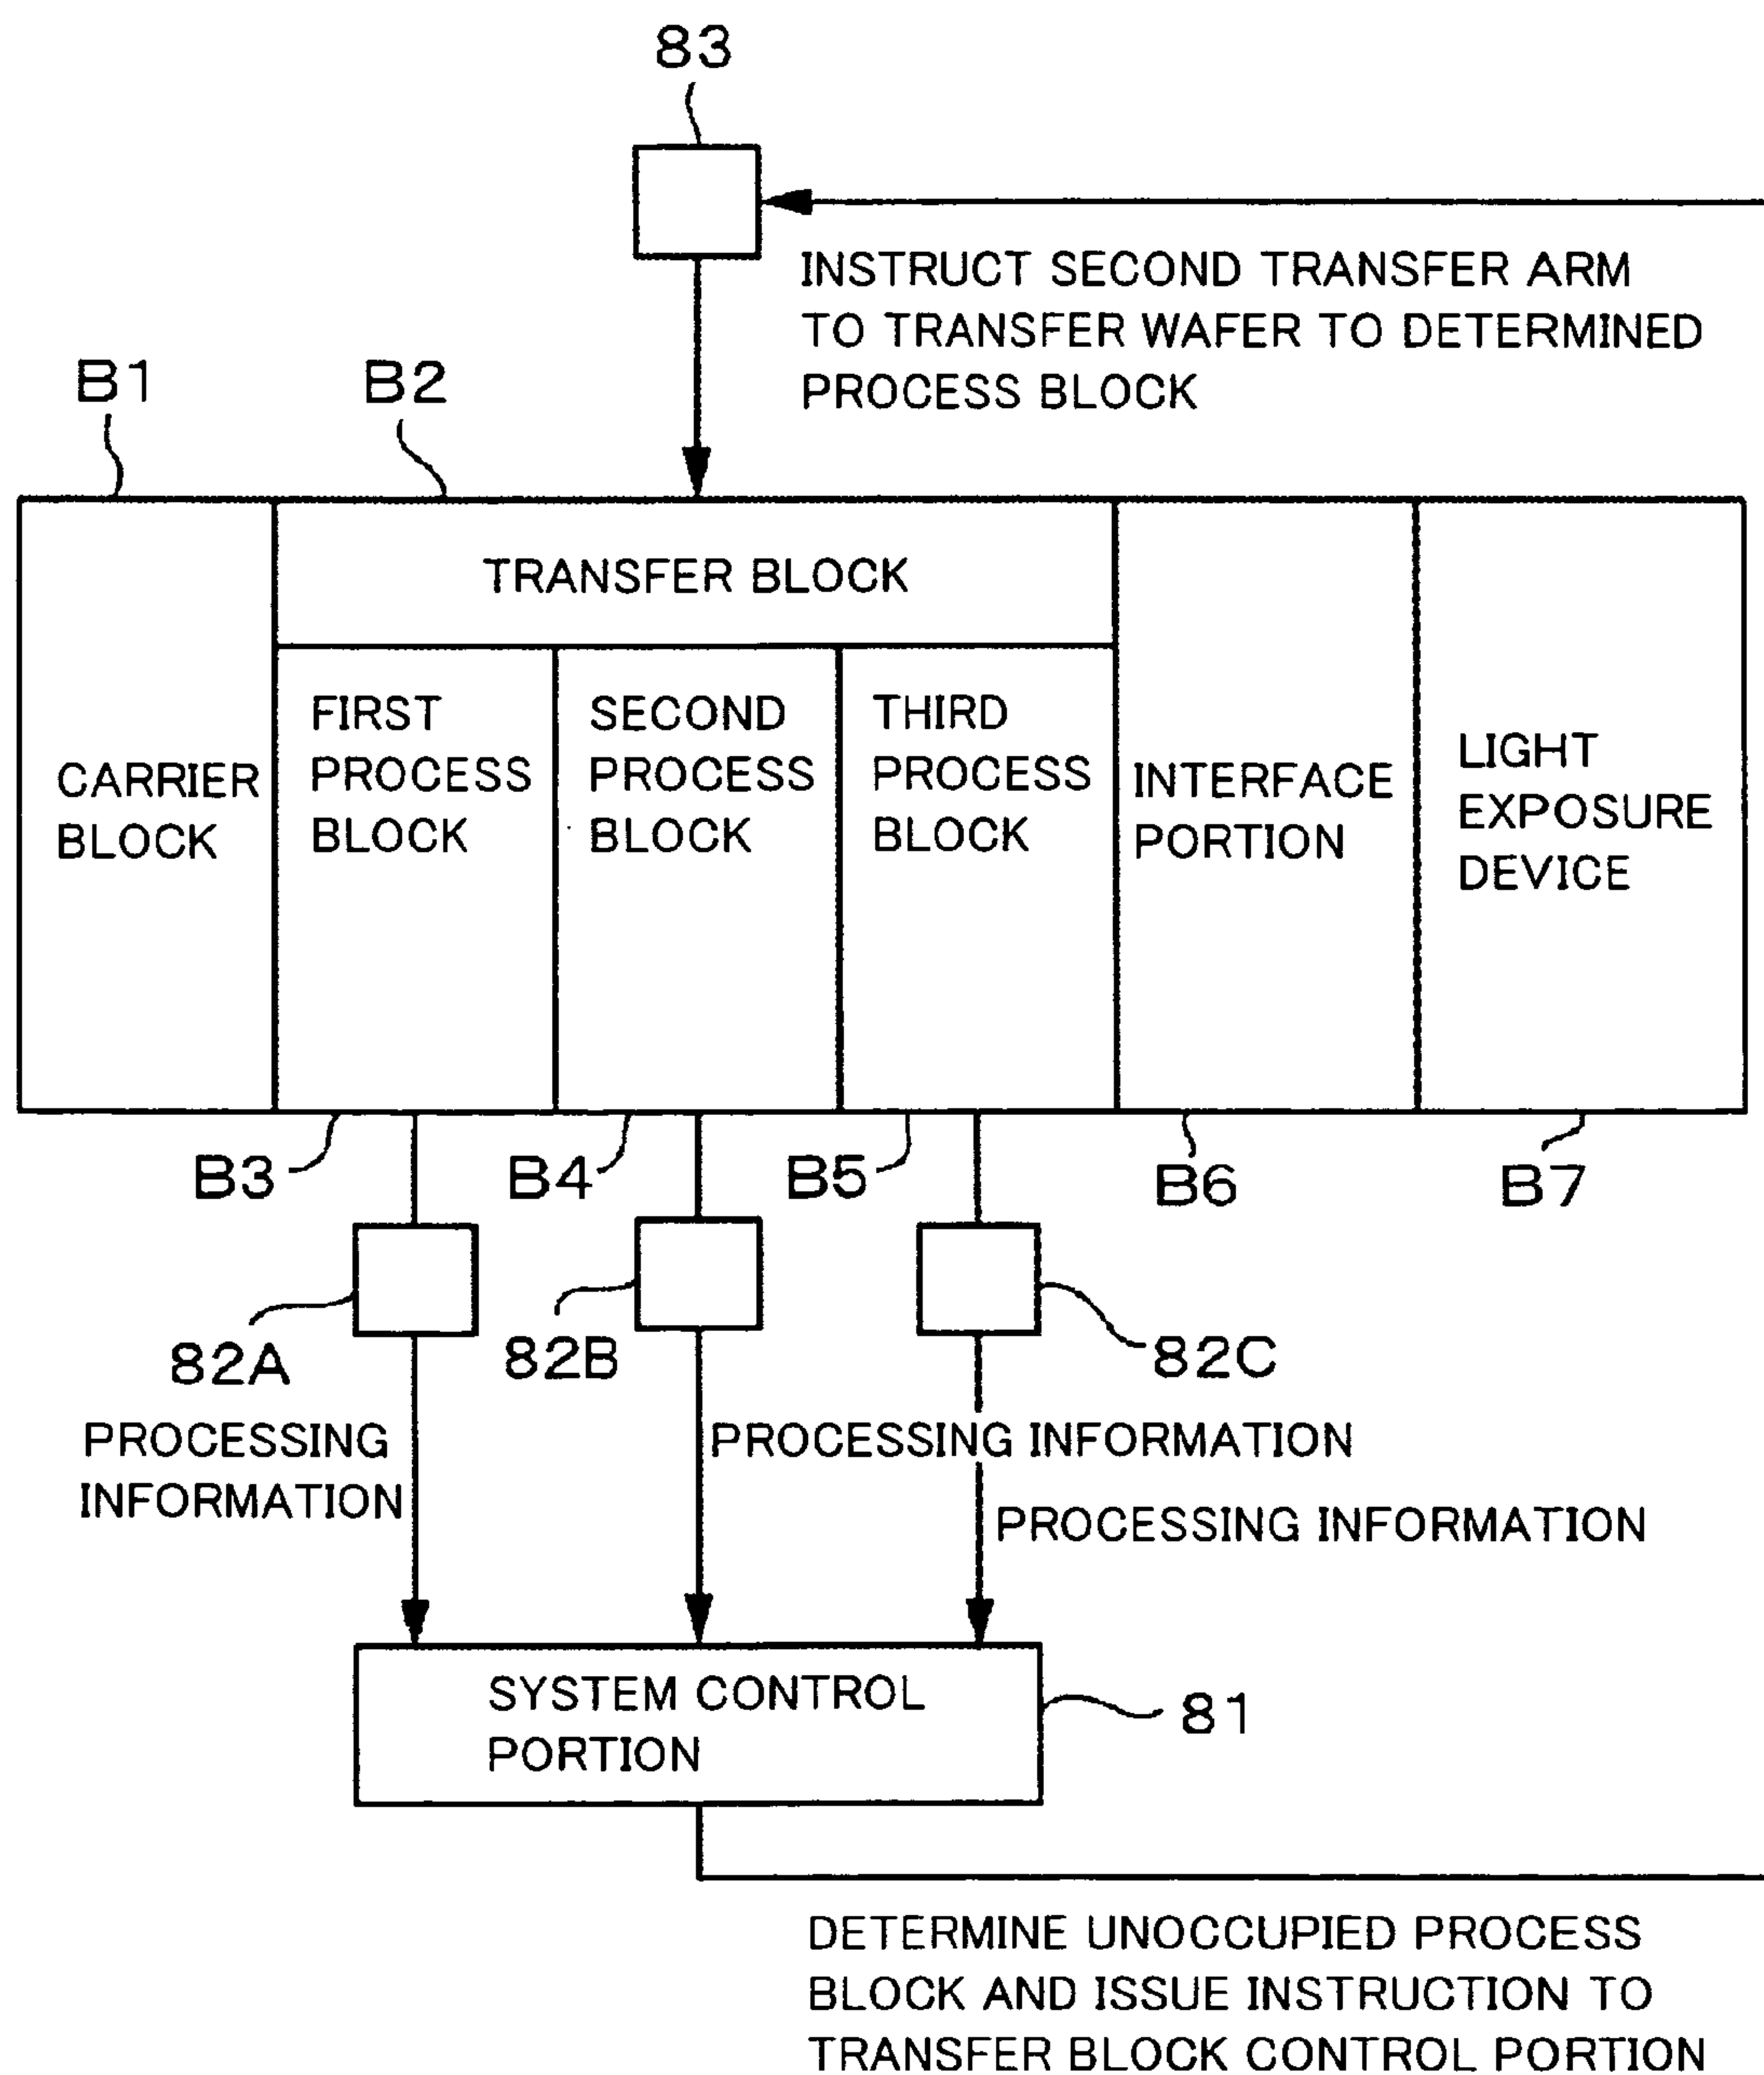 83
INSTRUCT SECOND TRANSFER ARM
TO TRANSFER WAFER TO DETERMINED
PROCESS BLOCK
B1
B2
TRANSFER BLOCK
CARRIER
BLOCK
FIRST
PROCESS
BLOCK
SECOND
PROCESS
BLOCK
THIRD
PROCESS
BLOCK
INTERFACE
PORTION
LIGHT
EXPOSURE
DEVICE
B3
B4
B5
B6
B7
82A
82B
82C
PROCESSING
INFORMATION
PROCESSING INFORMATION
PROCESSING INFORMATION
SYSTEM CONTROL
PORTION
81
DETERMINE UNOCCUPIED PROCESS
BLOCK AND ISSUE INSTRUCTION TO
TRANSFER BLOCK CONTROL PORTION